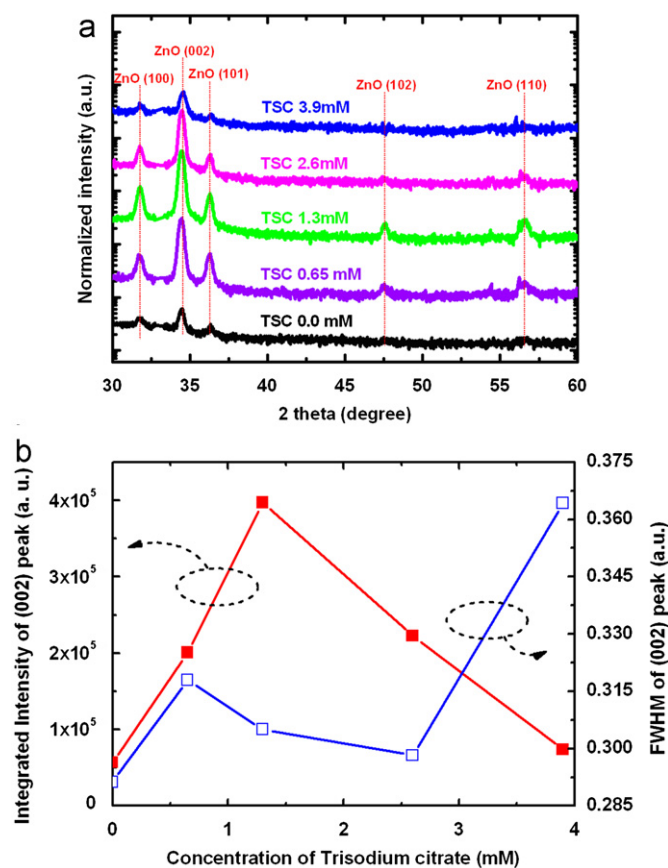 a
ZnO (002)
ZnO (100)
ZnO (101)
ZnO (102)
ZnO (110)
TSC 3.9mM
TSC 2.6mM
TSC 1.3mM
TSC 0.65 mM
TSC 0.0 mM
Normalized intensity (a.u.)
30 35 40 45 50 55 60
2 theta (degree)
b
Integrated Intensity of (002) peak (a. u.)
4x10⁵
3x10⁵
2x10⁵
1x10⁵
0
0.375
0.360
0.345
0.330
0.315
0.300
0.285
FWHM of (002) peak (a.u.)
0 1 2 3 4
Concentration of Trisodium citrate (mM)